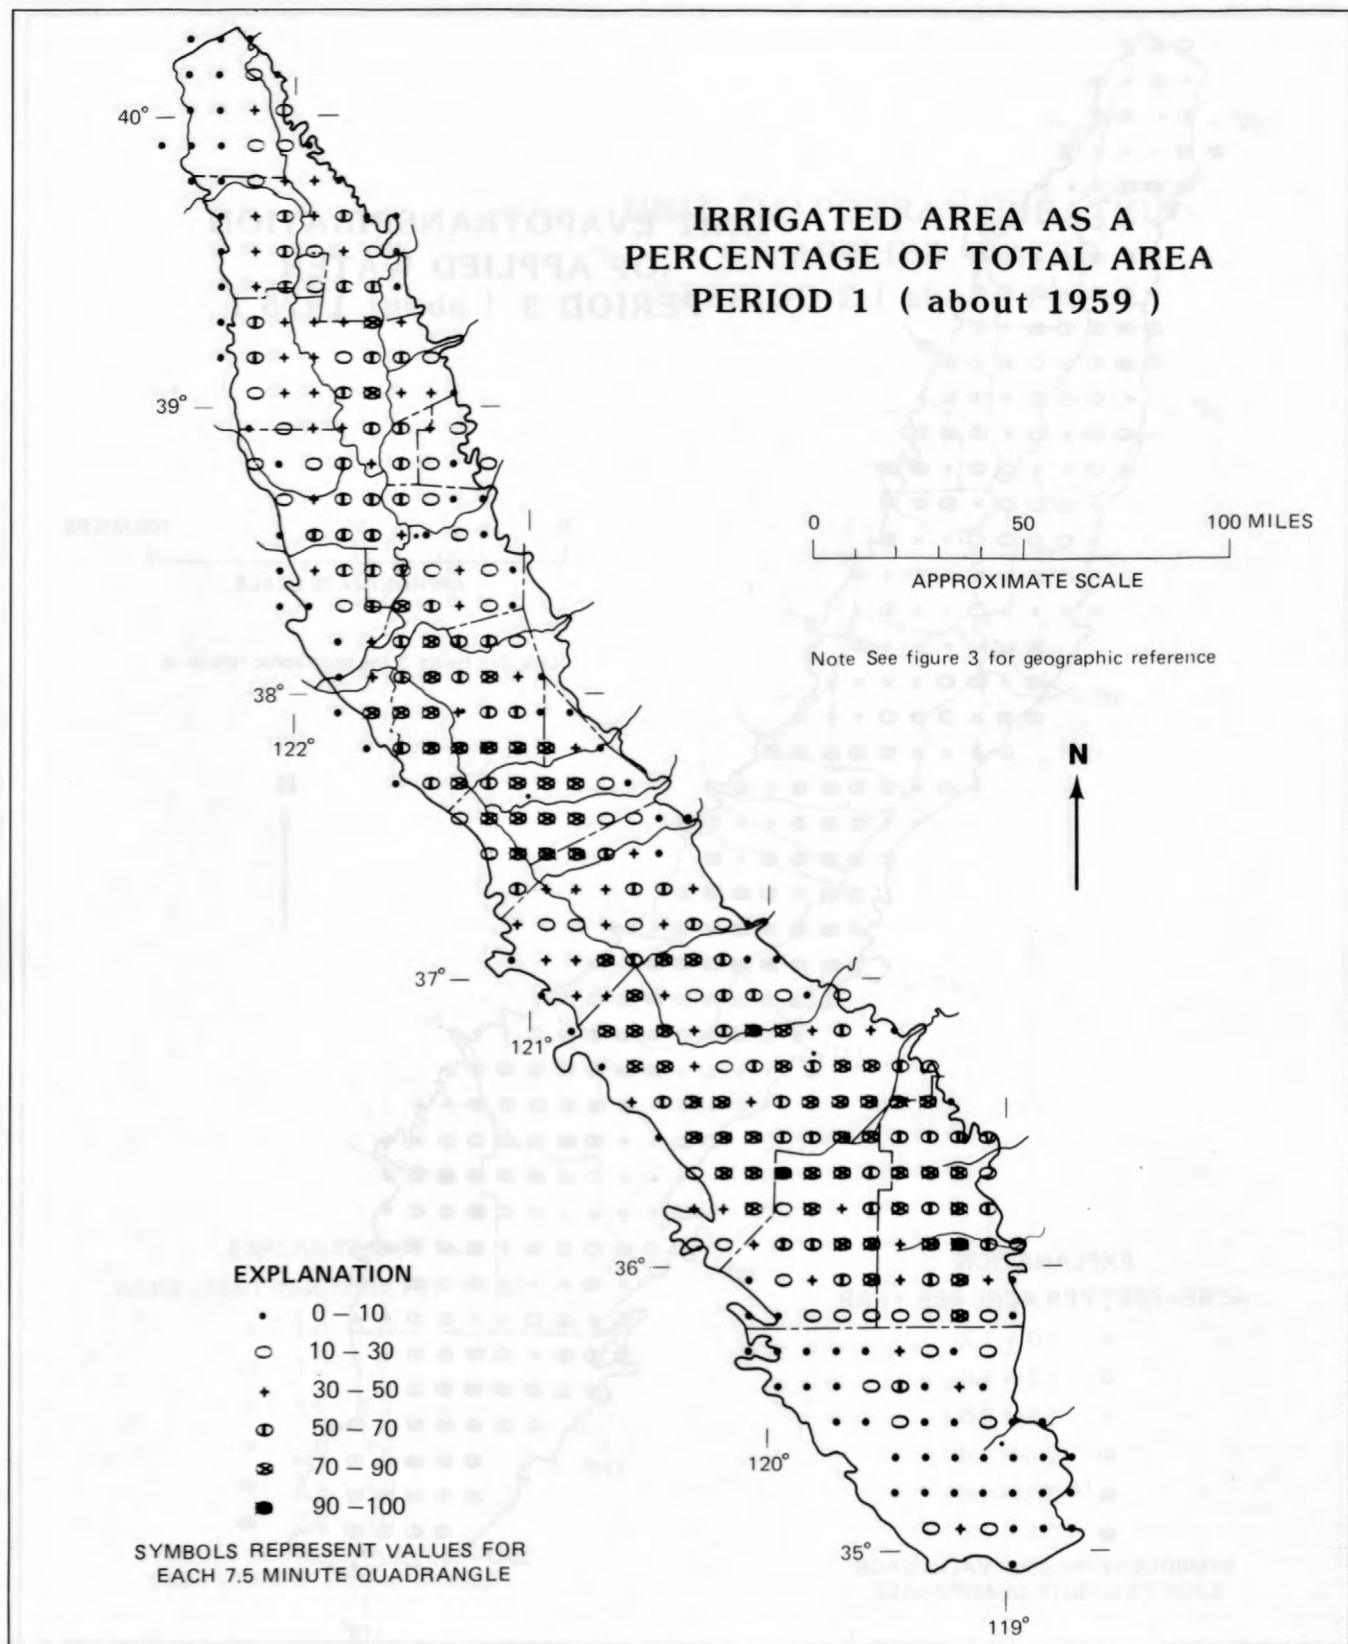 IRRIGATED AREA AS A
PERCENTAGE OF TOTAL AREA
PERIOD 1 ( about 1959 )
40°
39°
0 50 100 MILES
APPROXIMATE SCALE
Note See figure 3 for geographic reference
38°
122°
N
37°
121°
36°
EXPLANATION
0 – 10
10 – 30
30 – 50
50 – 70
70 – 90
90 – 100
SYMBOLS REPRESENT VALUES FOR
EACH 7.5 MINUTE QUADRANGLE
120°
35°
119°